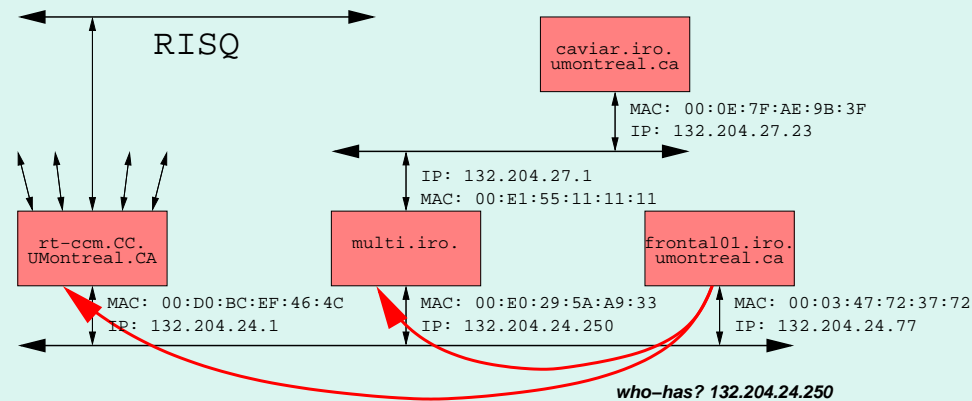 RISQ
caviar.iro.
umontreal.ca
MAC: 00:0E:7F:AE:9B:3F
IP: 132.204.27.23
IP: 132.204.27.1
MAC: 00:E1:55:11:11:11
rt-ccm.CC.
UMontreal.CA
multi.iro.
frontal01.iro.
umontreal.ca
MAC: 00:D0:BC:EF:46:4C
IP: 132.204.24.1
MAC: 00:E0:29:5A:A9:33
IP: 132.204.24.250
MAC: 00:03:47:72:37:72
IP: 132.204.24.77
who–has? 132.204.24.250